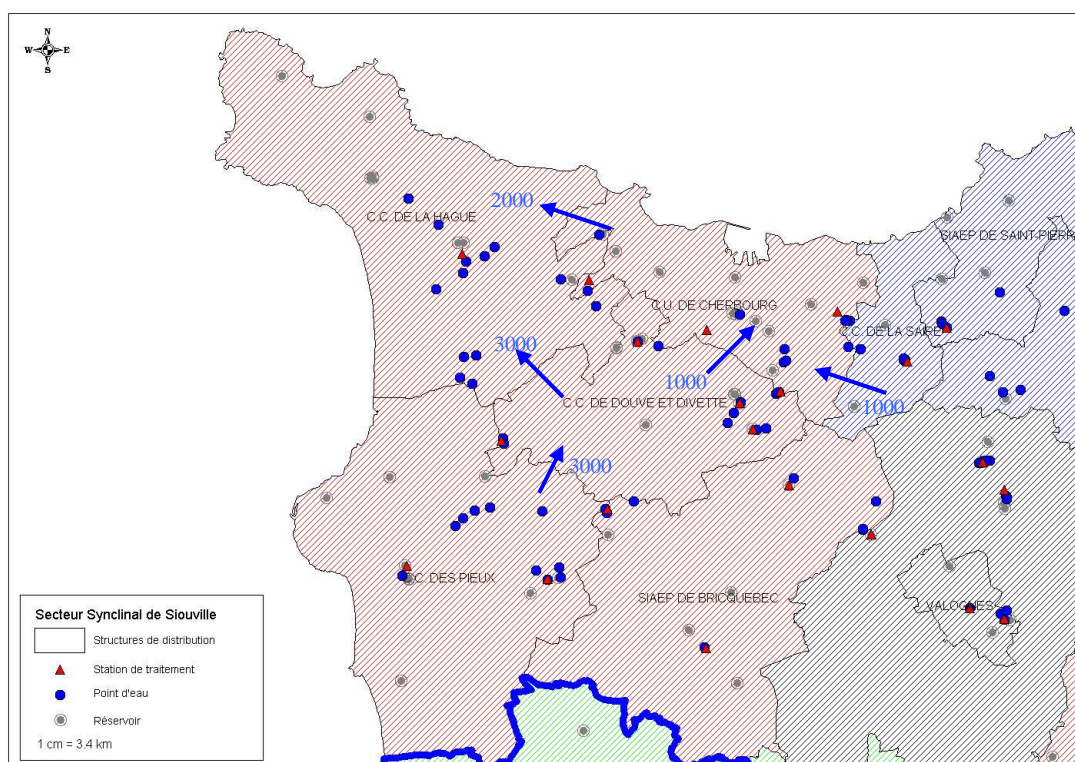 N
W E
S
2000
C.C. DE LA HAGUE
SIAEP DE SAINT-PIERR
C.U. DE CHERBOURG
C.C. DE LA SAIRE
3000
1000
C.C. DE DOUVE ET DIVETTE
1000
3000
C. DES PIEUX
SIAEP DE BRICQUEBEC
VALOGNES
Secteur Synclinal de Siouville
Structures de distribution
Station de traitement
Point d'eau
Réservoir
1 cm = 3.4 km